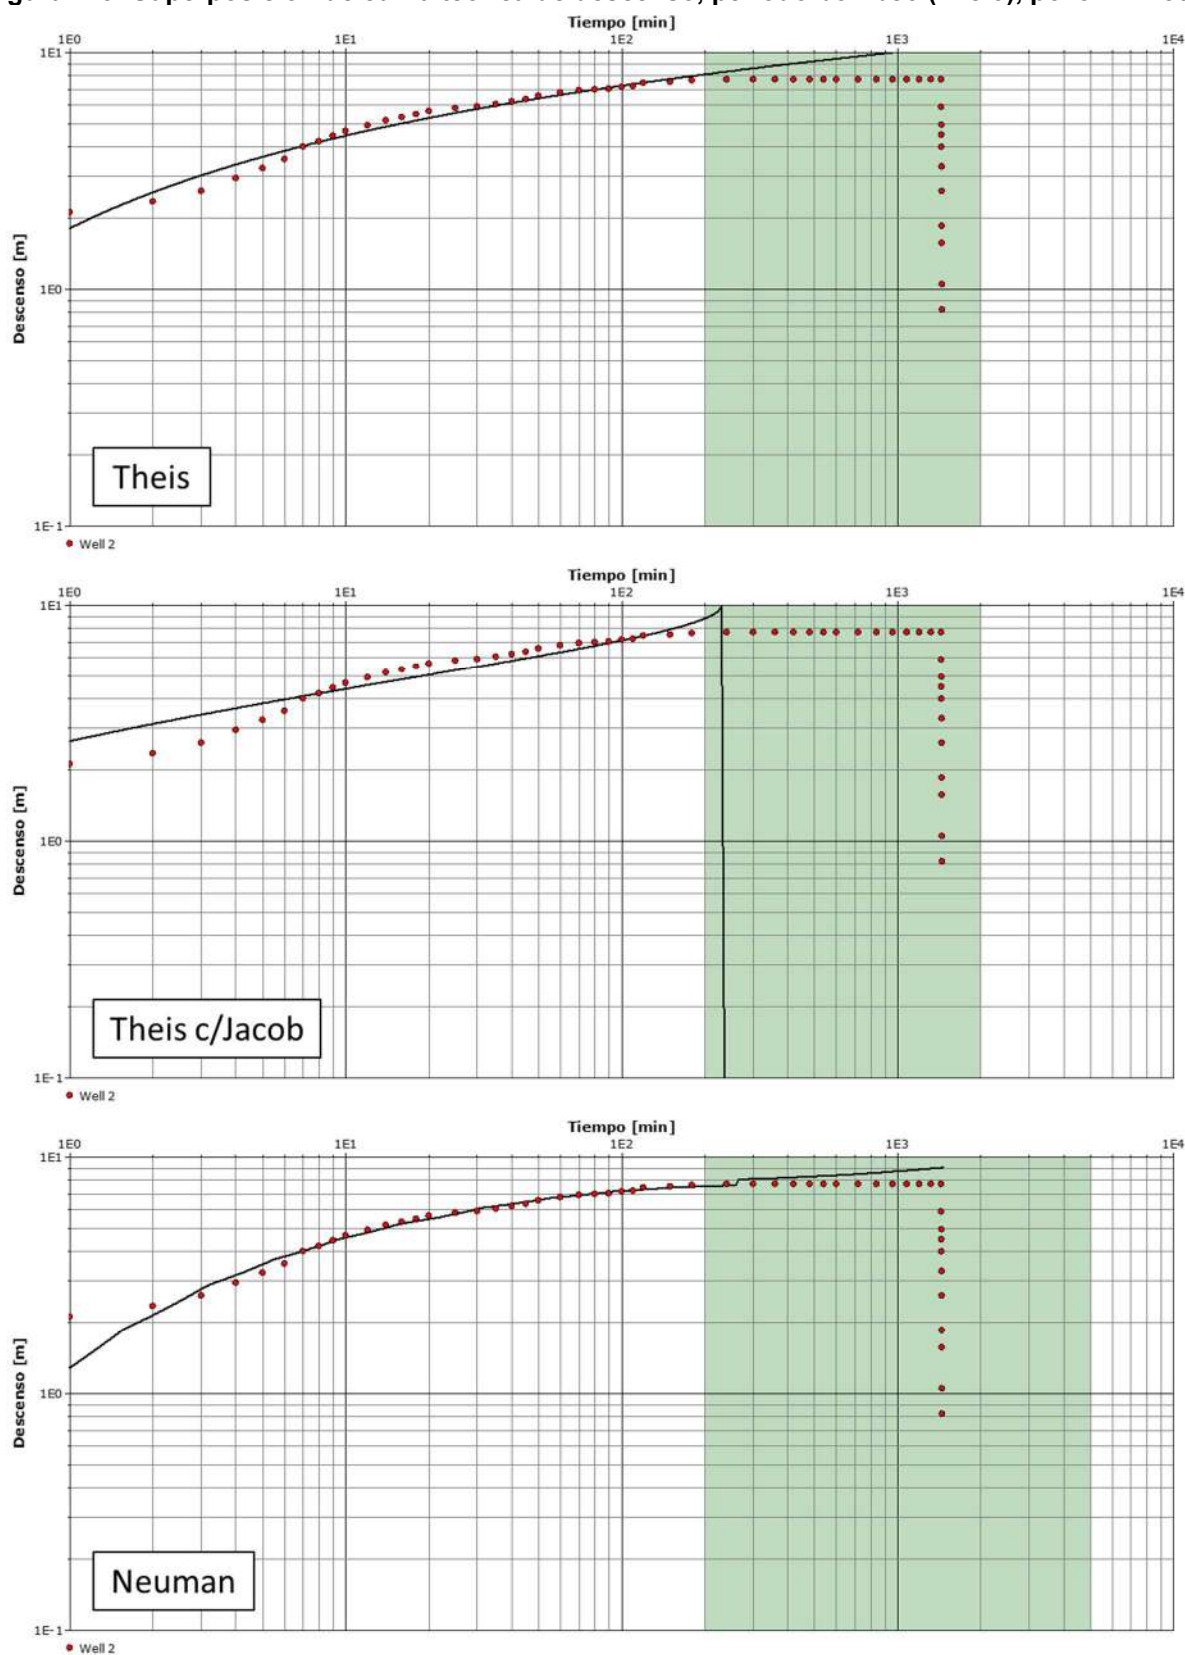 Tiempo [min]
1E0 1E1 1E2 1E3 1E4
1E1
Descenso [m]
1E0
Theis
1E-1
Well 2
Tiempo [min]
1E0 1E1 1E2 1E3 1E4
1E1
Descenso [m]
1E0
Theis c/Jacob
1E-1
Well 2
Tiempo [min]
1E0 1E1 1E2 1E3 1E4
1E1
Descenso [m]
1E0
Neuman
1E-1
Well 2